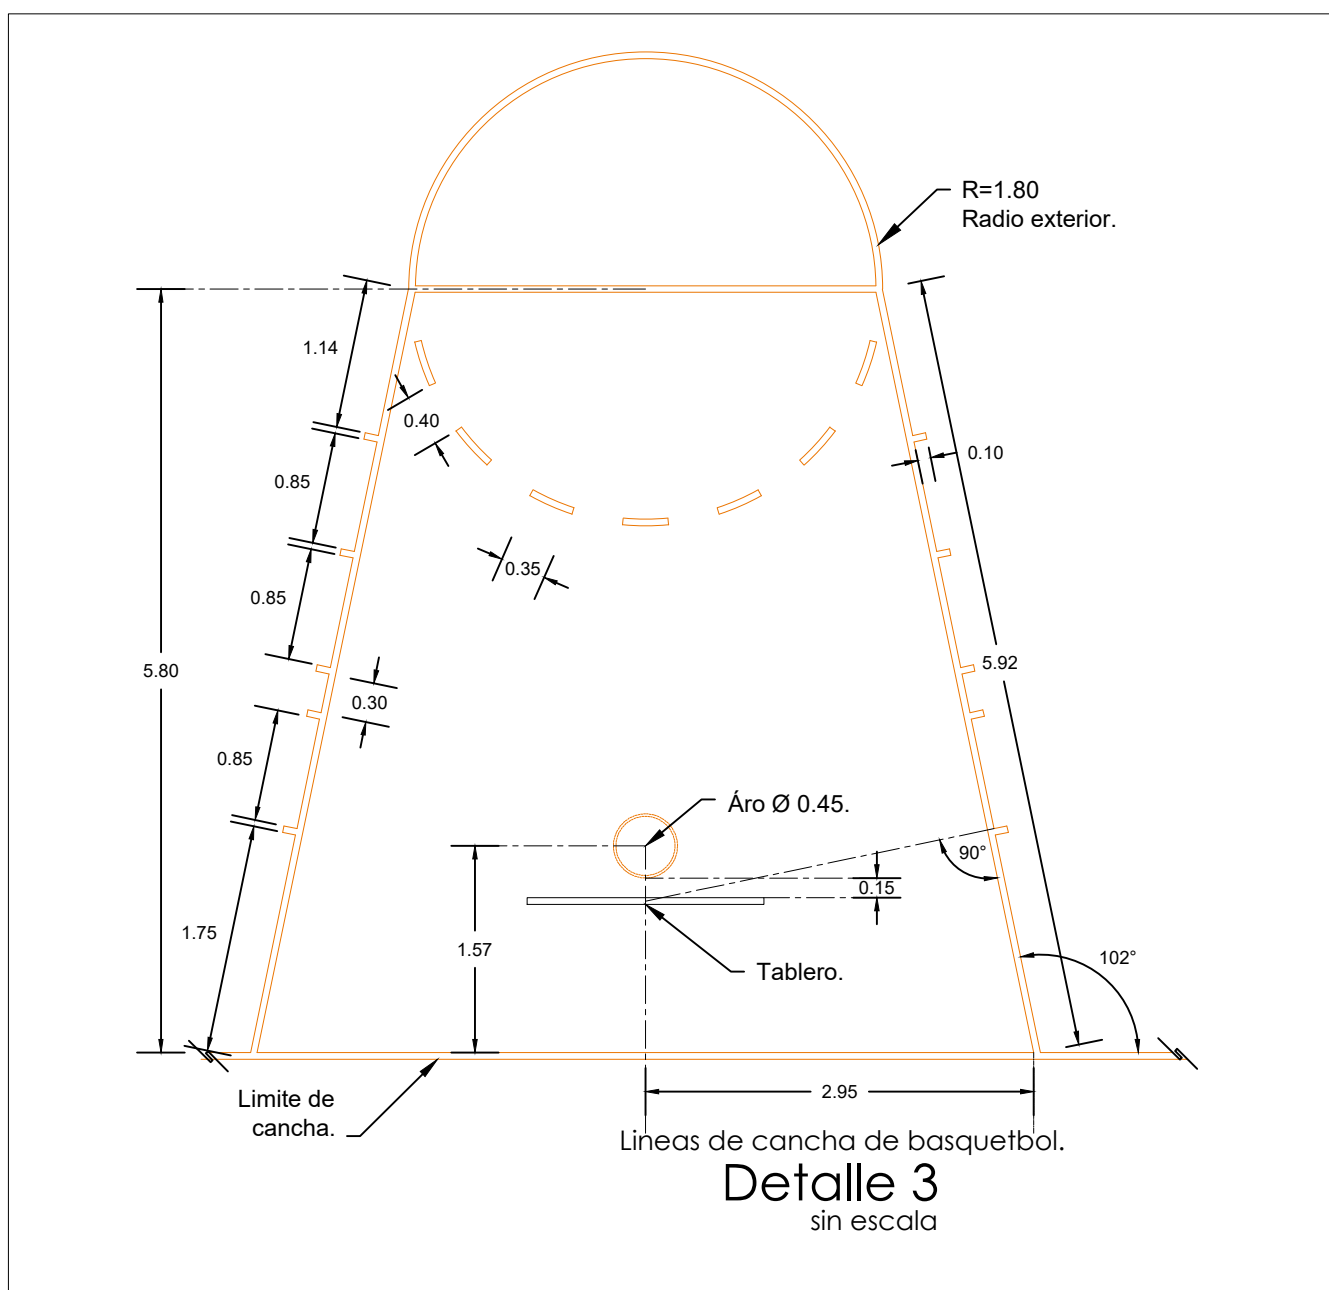 R=1.80
Radio exterior.
1.14
0.40
0.10
0.85
0.35
0.85
5.80
5.92
0.30
0.85
Áro Ø 0.45.
90°
0.15
1.75
1.57
Tablero.
102°
2.95
Limite de
cancha.
Lineas de cancha de basquetbol.
Detalle 3
sin escala